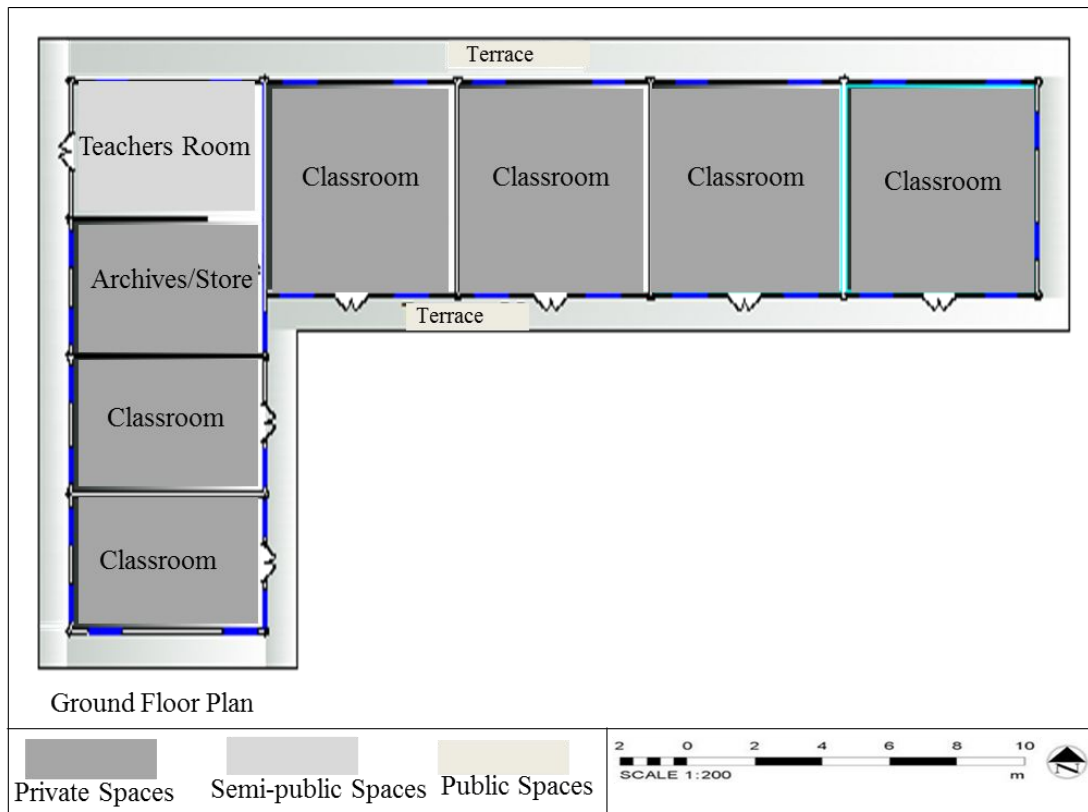 Terrace
Teachers Room
Classroom
Classroom
Classroom
Classroom
Archives/Store
Terrace
Classroom
Classroom
Ground Floor Plan
Private Spaces
Semi-public Spaces
Public Spaces
2 0 2 4 6 8 10
SCALE 1:200
m
N